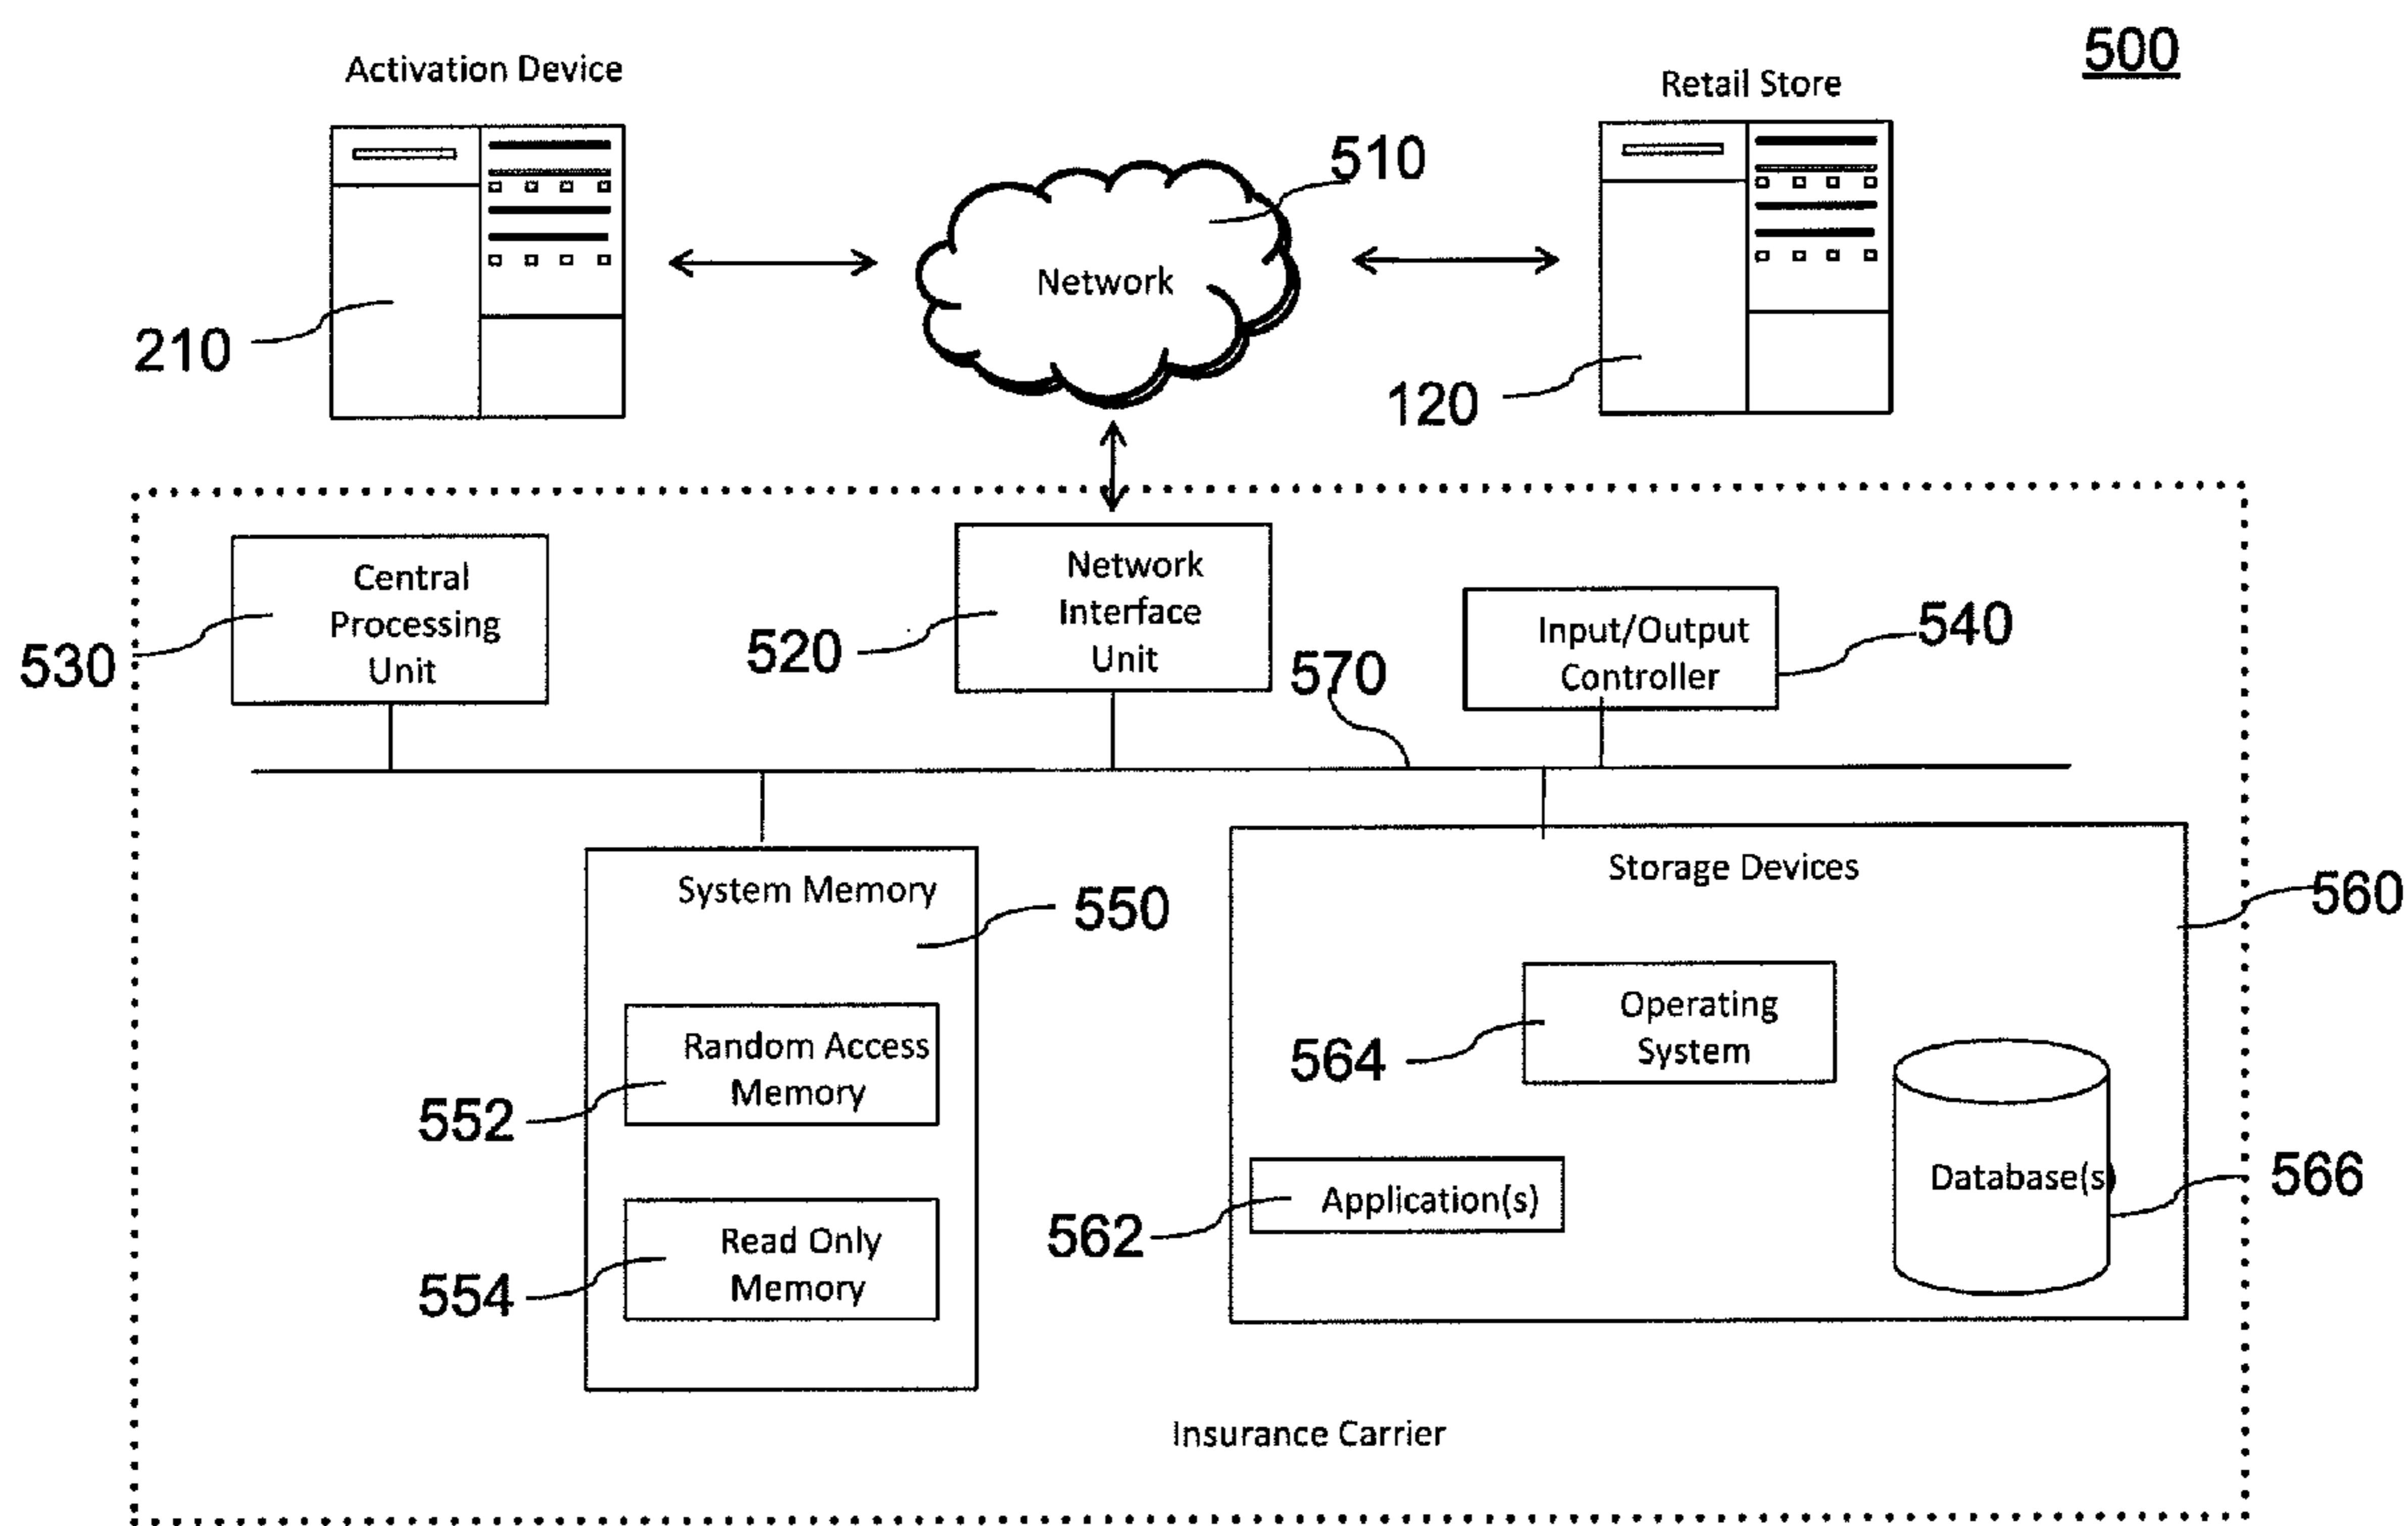 500
Activation Device
Retail Store
510
Network
210
120
Central
Processing
Unit
530
Network
Interface
Unit
520
Input/Output
Controller
540
570
System Memory
550
Random Access
Memory
552
Read Only
Memory
554
Storage Devices
560
Operating
System
564
Application(s)
562
Database(s)
566
Insurance Carrier